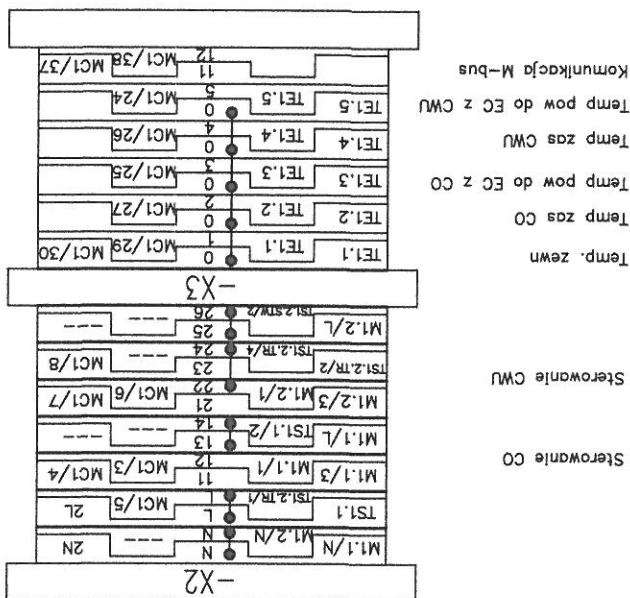 -X2
M1.1/N M1.2/N N N --- 2N
TS1.1 TS1.2.TR/1 L L MC1/5 2L
Sterowanie CO M1.1/3 M1.1/1 11 12 MC1/3 MC1/4
M1.1/L TS1.1/2 13 14 --- ---
Sterowanie CWU M1.2/3 M1.2/1 21 22 MC1/6 MC1/7
TS1.2.TR/2 TS1.2.TR/4 23 24 --- MC1/8
M1.2/L TS1.2.STW/2 25 26 --- ---
-X3
Temp. zewn TE1.1 TE1.1 0 1 MC1/29 MC1/30
Temp zas CO TE1.2 TE1.2 0 2 MC1/27
Temp pow do EC z CO TE1.3 TE1.3 0 3 MC1/25
Temp zas CWU TE1.4 TE1.4 0 4 MC1/26
Temp pow do EC z CWU TE1.5 TE1.5 0 5 MC1/24
Komunikacja M-bus 11 12 MC1/38 MC1/37